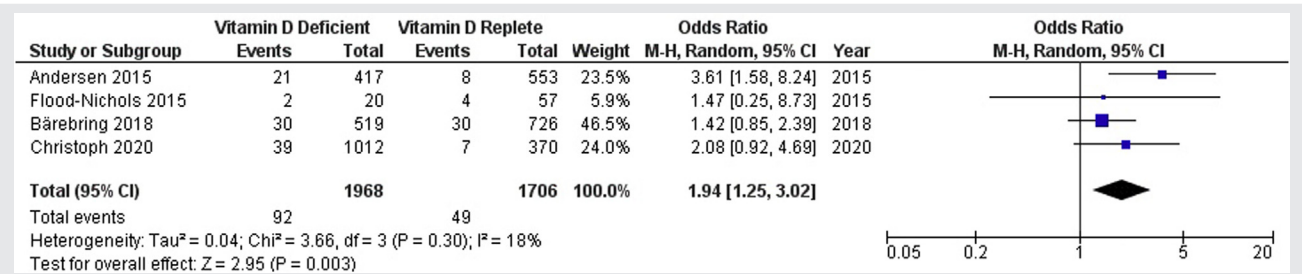 Vitamin D Deficient Vitamin D Replete Odds Ratio Odds Ratio
Study or Subgroup Events Total Events Total Weight M-H, Random, 95% CI Year M-H, Random, 95% CI
Andersen 2015 21 417 8 553 23.5% 3.61 [1.58, 8.24] 2015
Flood-Nichols 2015 2 20 4 57 5.9% 1.47 [0.25, 8.73] 2015
Bärebring 2018 30 519 30 726 46.5% 1.42 [0.85, 2.39] 2018
Christoph 2020 39 1012 7 370 24.0% 2.08 [0.92, 4.69] 2020
Total (95% CI) 1968 1706 100.0% 1.94 [1.25, 3.02]
Total events 92 49
Heterogeneity: Tau² = 0.04; Chi² = 3.66, df = 3 (P = 0.30); I² = 18%
Test for overall effect: Z = 2.95 (P = 0.003)
0.05 0.2 1 5 20